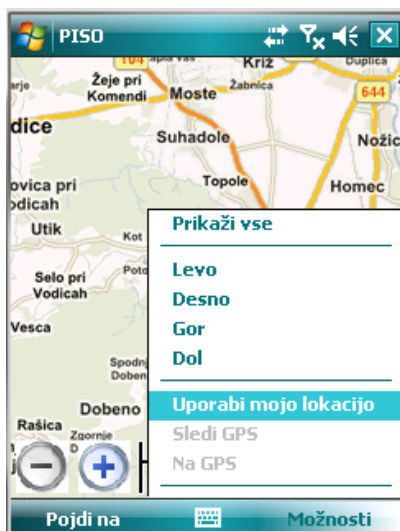 PISO
104
Križ
Duplica
Žeje pri
Komendi
Moste
Žabnica
644
dice
Suhadole
Nožic
ovica pri
odicah
Topole
Homec
Utik
Kot
Prikaži vse
Selo pri
Vodicah
Levo
Desno
Vesca
Gor
Dol
Dobeno
Uporabi mojo lokacijo
Rašica
Zgornje
Sledi GPS
Na GPS
Pojdi na
Možnosti